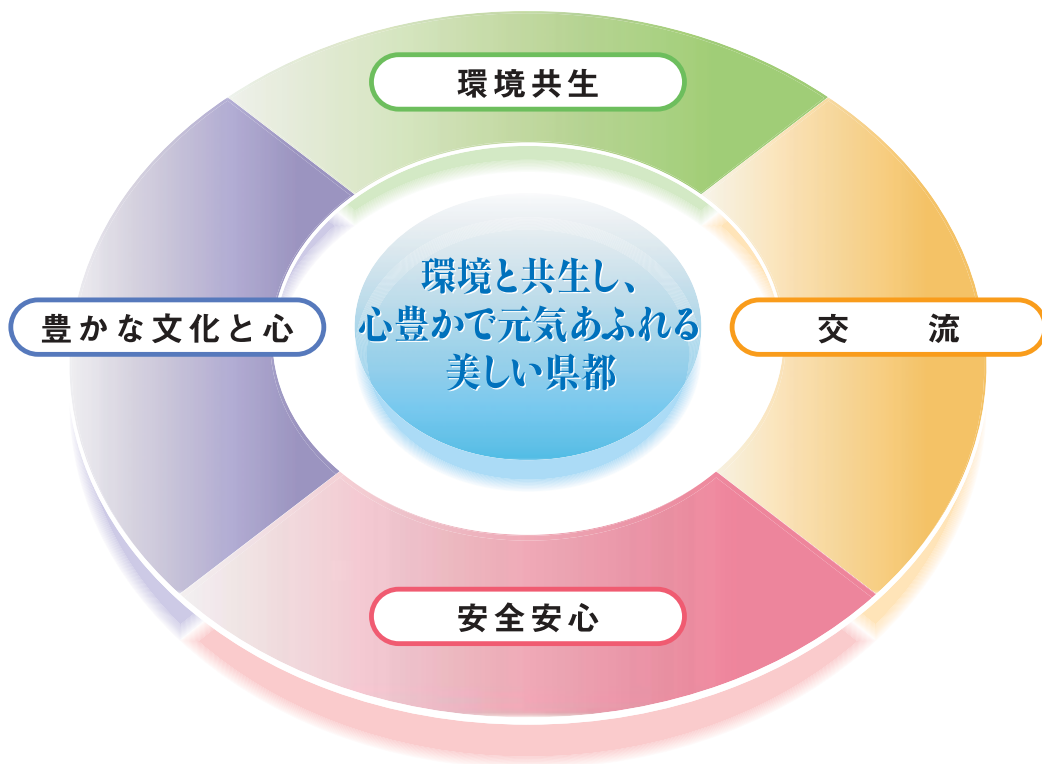 環境共生
環境と共生し、
心豊かで元気あふれる
美しい県都
豊かな文化と心
交流
安全安心